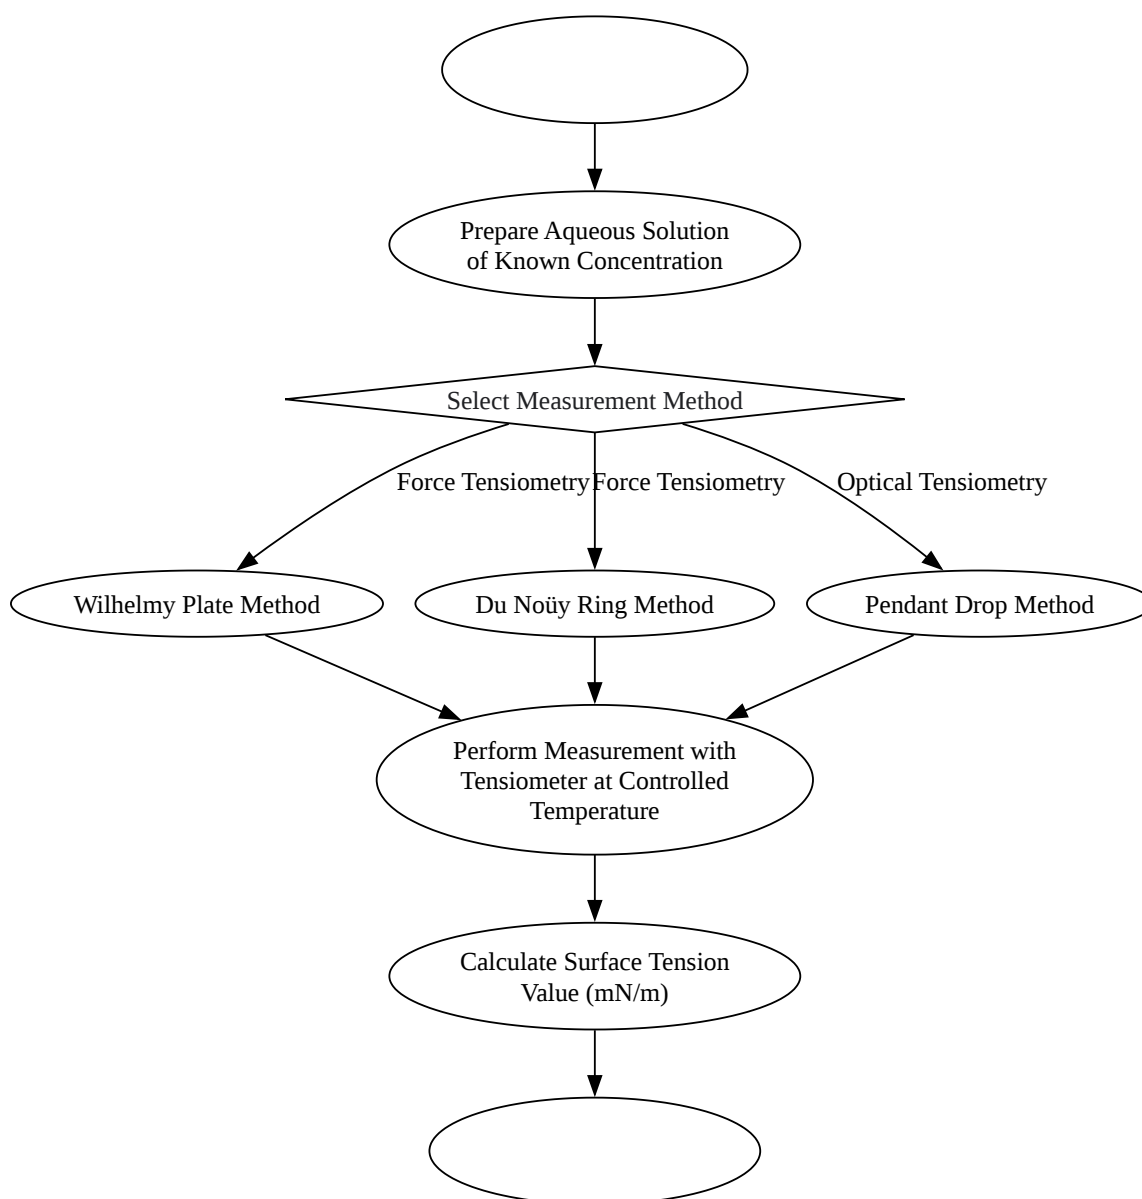 Prepare Aqueous Solution
of Known Concentration
Select Measurement Method
Force Tensiometry
Force Tensiometry
Optical Tensiometry
Wilhelmy Plate Method
Du Noüy Ring Method
Pendant Drop Method
Perform Measurement with
Tensiometer at Controlled
Temperature
Calculate Surface Tension
Value (mN/m)